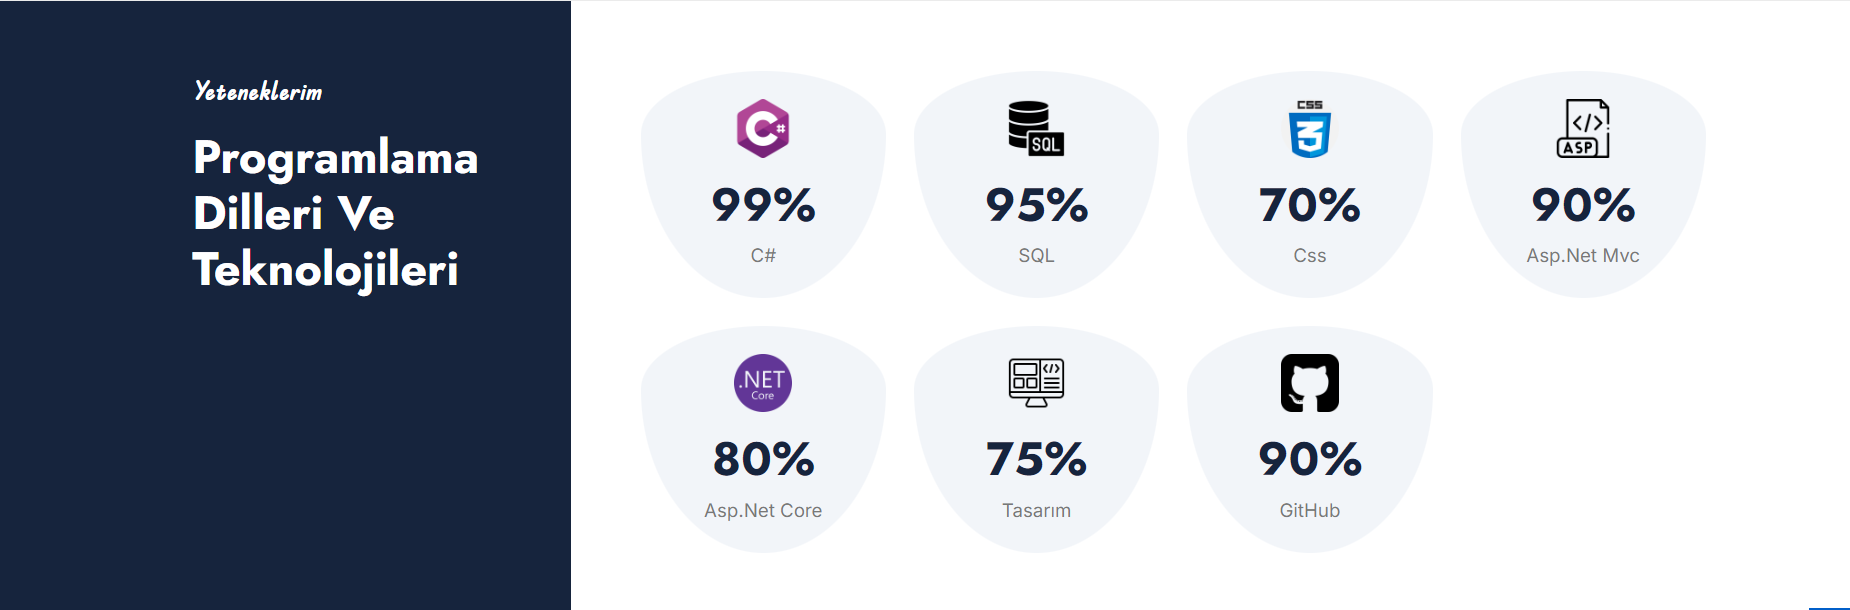 Yeteneklerim
Programlama
Dilleri Ve
Teknolojileri
C#
99%
C#
SQL
95%
SQL
CSS
3
70%
Css
</>
ASP
90%
Asp.Net Mvc
.NET
Core
80%
Asp.Net Core
</>
75%
Tasarım
90%
GitHub